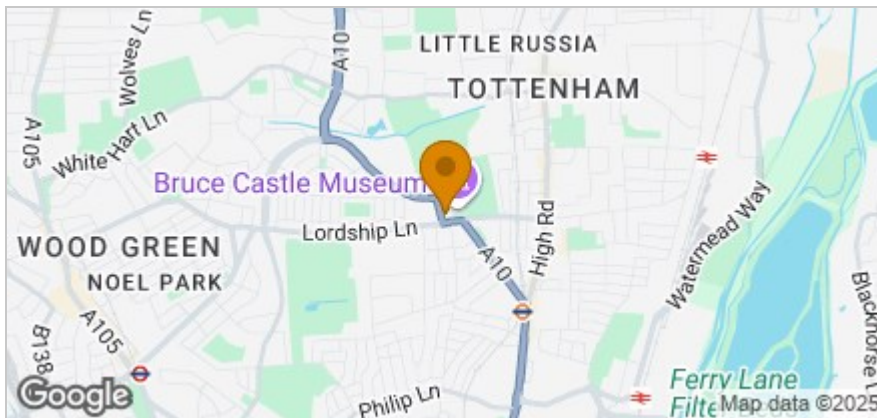 LITTLE RUSSIA
TOTTENHAM
Wolves Ln
A10
A105
White Hart Ln
Bruce Castle Museum
Lordship Ln
WOOD GREEN
NOEL PARK
A10
High Rd
Watermead Way
A105
B138
Philip Ln
Ferry Lane
Google
Map data ©2025